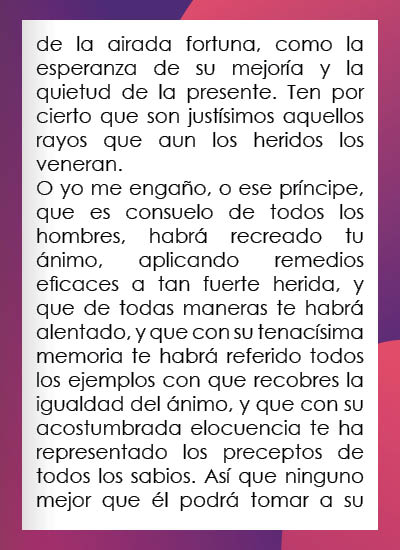 de la airada fortuna, como la
esperanza de su mejoría y la
quietud de la presente. Ten por
cierto que son justísimos aquellos
rayos que aun los heridos los
veneran.
O yo me engaño, o ese príncipe,
que es consuelo de todos los
hombres, habrá recreado tu
ánimo, aplicando remedios
eficaces a tan fuerte herida, y
que de todas maneras te habrá
alentado, y que con su tenacísima
memoria te habrá referido todos
los ejemplos con que recobres la
igualdad del ánimo, y que con su
acostumbrada elocuencia te ha
representado los preceptos de
todos los sabios. Así que ninguno
mejor que él podrá tomar a su